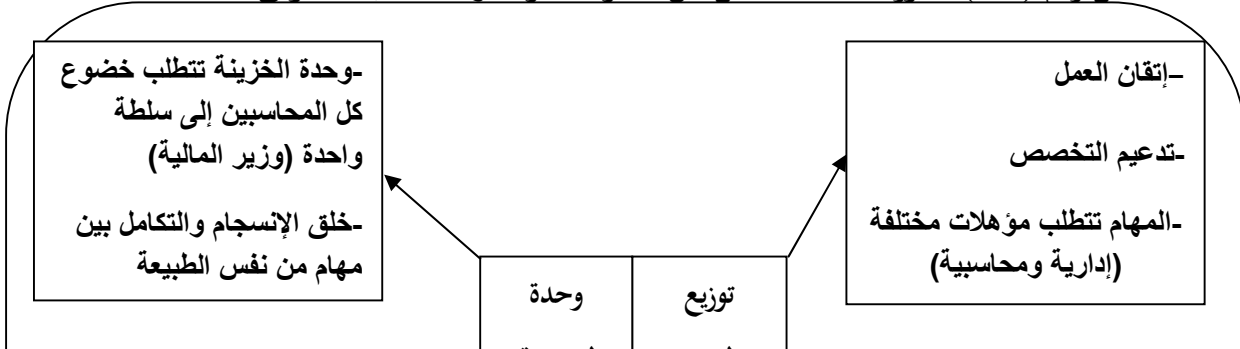 –إتقان العمل
-تدعيم التخصص
-المهام تتطلب مؤهلات مختلفة
(إدارية ومحاسبية)
-وحدة الخزينة تتطلب خضوع
كل المحاسبين إلى سلطة
واحدة (وزير المالية)
-خلق الإنسجام والتكامل بين
مهام من نفس الطبيعة
توزيع
وحدة